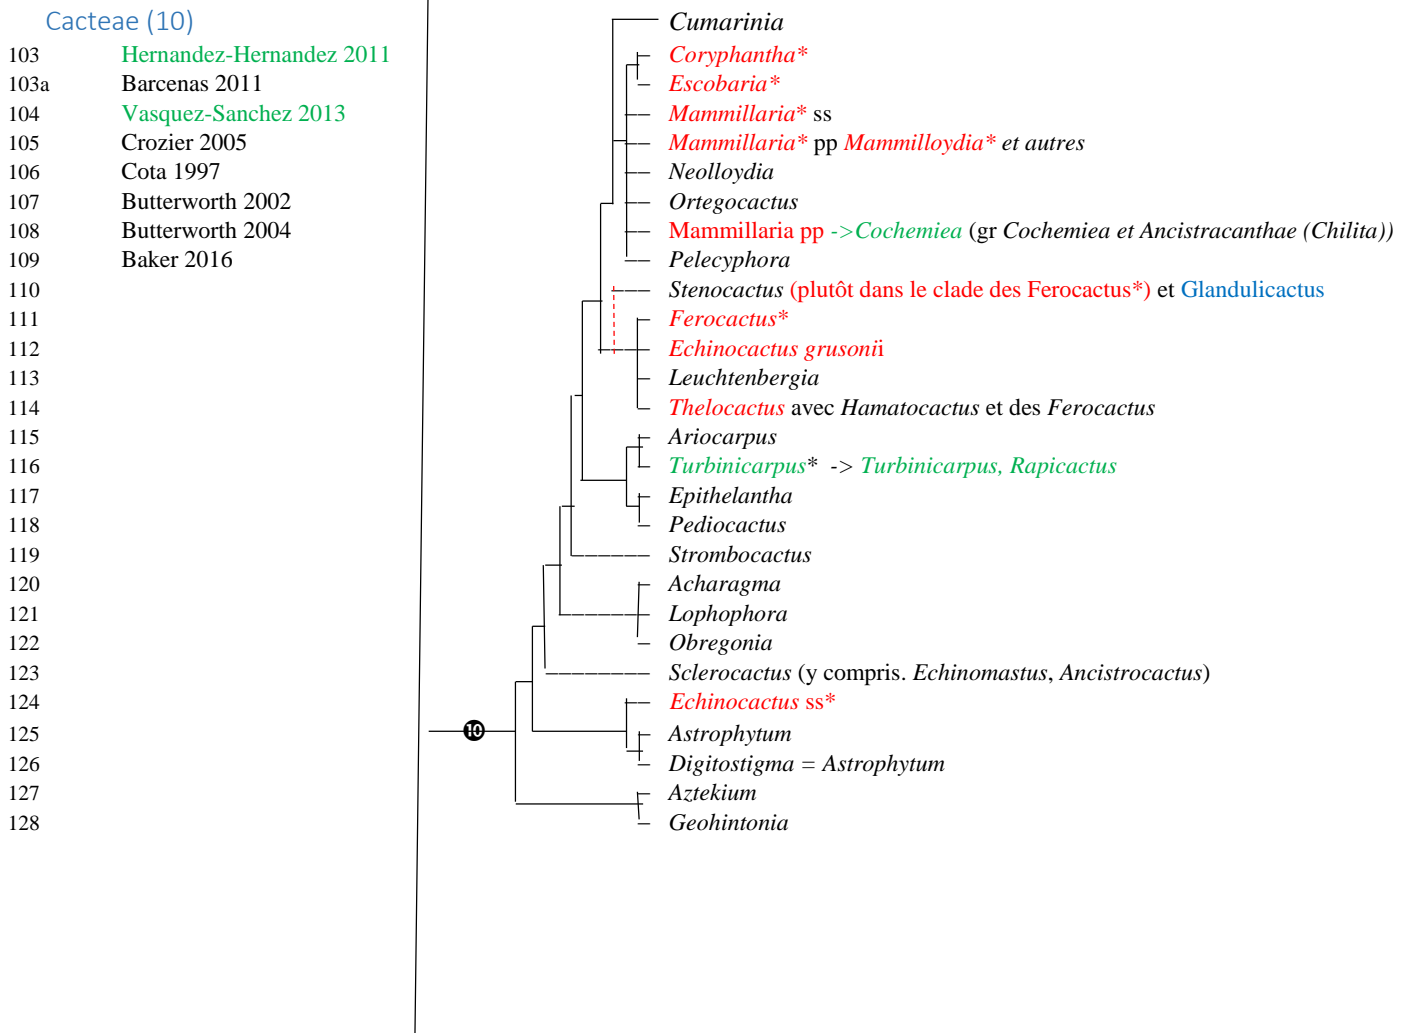 Cacteae (10)
Cumarinia
103 Hernandez-Hernandez 2011 Coryphantha*
103a Barcenas 2011 Escobaria*
104 Vasquez-Sanchez 2013 Mammillaria* ss
105 Crozier 2005 Mammillaria* pp Mammilloydia* et autres
106 Cota 1997 Neolloydia
107 Butterworth 2002 Ortegocactus
108 Butterworth 2004 Mammillaria pp ->Cochemiea (gr Cochemiea et Ancistracanthae (Chilita))
109 Baker 2016 Pelecyphora
110 Stenocactus (plutôt dans le clade des Ferocactus*) et Glandulicactus
111 Ferocactus*
112 Echinocactus grusonii
113 Leuchtenbergia
114 Thelocactus avec Hamatocactus et des Ferocactus
115 Ariocarpus
116 Turbinicarpus* -> Turbinicarpus, Rapicactus
117 Epithelantha
118 Pediocactus
119 Strombocactus
120 Acharagma
121 Lophophora
122 Obregonia
123 Sclerocactus (y compris. Echinomastus, Ancistrocactus)
124 Echinocactus ss*
10
125 Astrophytum
126 Digitostigma = Astrophytum
127 Aztekium
128 Geohintonia